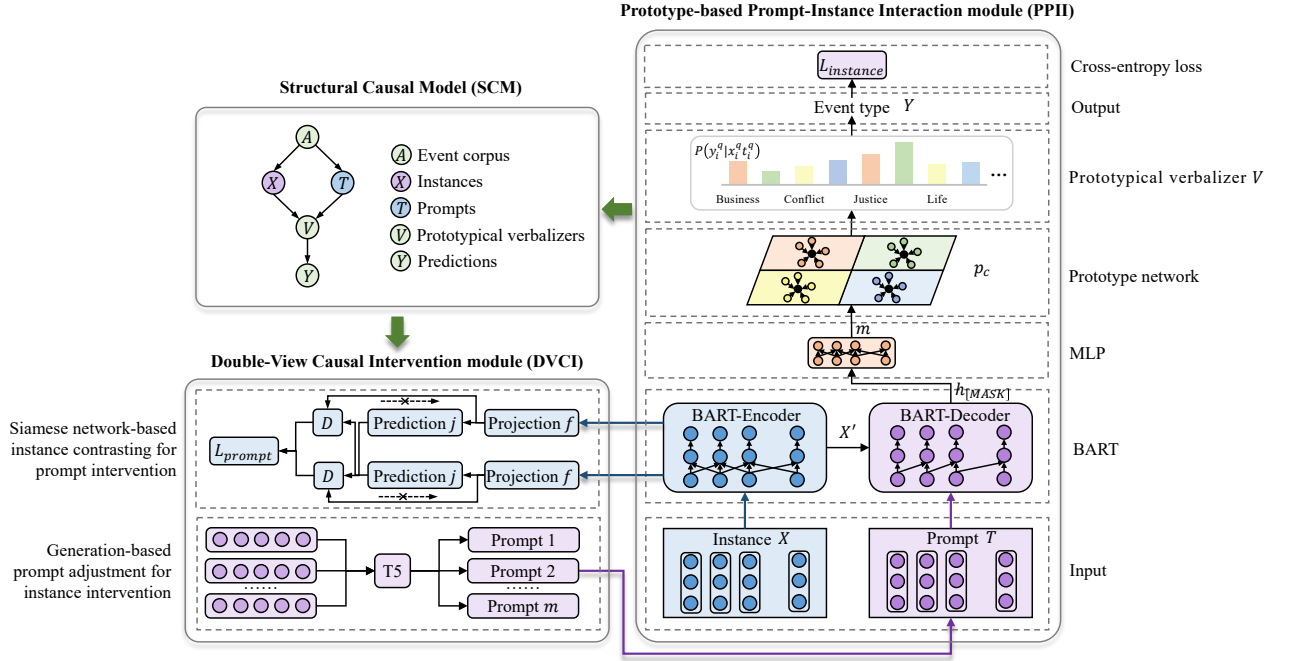 Prototype-based Prompt-Instance Interaction module (PPII)
L_instance
Cross-entropy loss
Event type Y
Output
P(y_i^q|x_i^q t_i^q)
...
Business Conflict Justice Life
Prototypical verbalizer V
p_c
Prototype network
m
MLP
h_[MASK]
BART-Encoder
X′
BART-Decoder
BART
Instance X
Prompt T
Input
Structural Causal Model (SCM)
A
X T
V
Y
A Event corpus
X Instances
T Prompts
V Prototypical verbalizers
Y Predictions
Double-View Causal Intervention module (DVCI)
Siamese network-based
instance contrasting for
prompt intervention
L_prompt
D Prediction j Projection f
D Prediction j Projection f
Generation-based
prompt adjustment for
instance intervention
......
T5
Prompt 1
Prompt 2
......
Prompt m